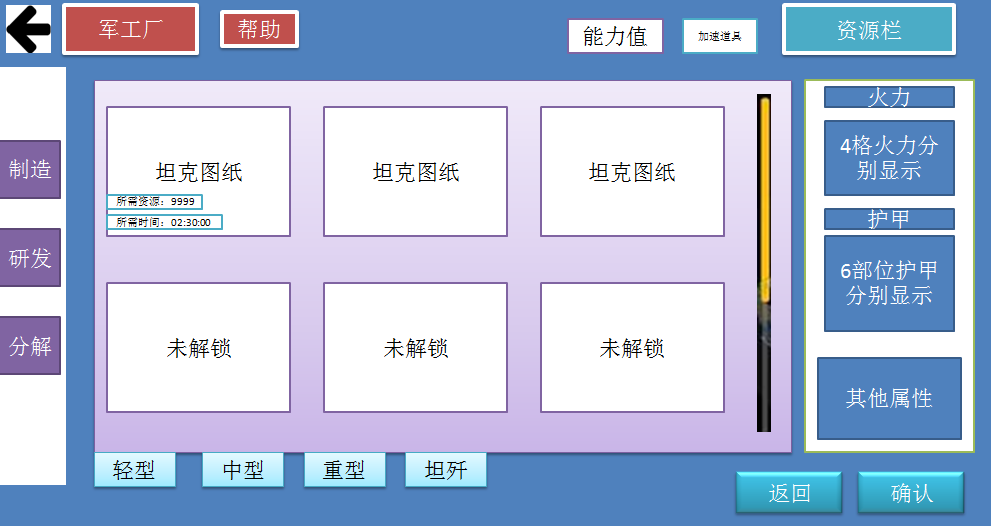 军工厂
帮助
能力值
加速道具
资源栏
制造
研发
分解
坦克图纸
所需资源：9999
所需时间：02:30:00
坦克图纸
坦克图纸
未解锁
未解锁
未解锁
轻型
中型
重型
坦歼
火力
4格火力分
别显示
护甲
6部位护甲
分别显示
其他属性
返回
确认